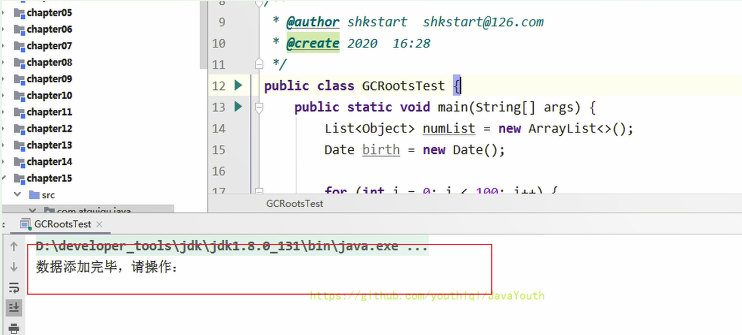 chapter05
chapter06
chapter07
chapter08
chapter09
chapter10
chapter11
chapter12
chapter13
chapter14
chapter15
src
com.atguigu.java
8 /**
9 * @author shkstart shkstart@126.com
10 * @create 2020 16:28
11 */
12 public class GCRootsTest {
13 public static void main(String[] args) {
14 List<Object> numList = new ArrayList<>();
15 Date birth = new Date();
16
17 for (int i = 0; i < 100; i++) {
GCRootsTest
GCRootsTest ×
D:\developer_tools\jdk\jdk1.8.0_131\bin\java.exe ...
数据添加完毕，请操作：
https://github.com/youthlql/JavaYouth